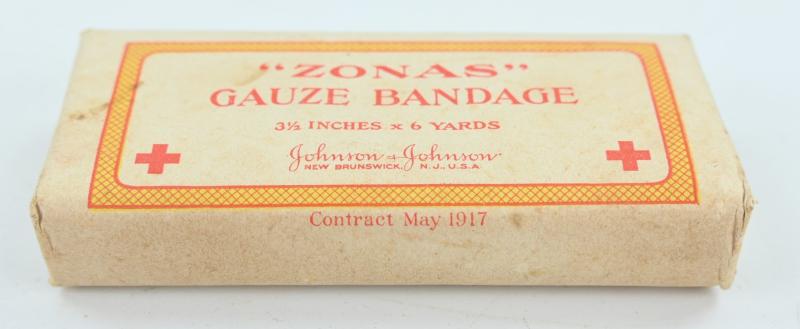 "ZONAS"
GAUZE BANDAGE
3½ INCHES x 6 YARDS
Johnson & Johnson
NEW BRUNSWICK, N. J., U.S.A.
Contract May 1917